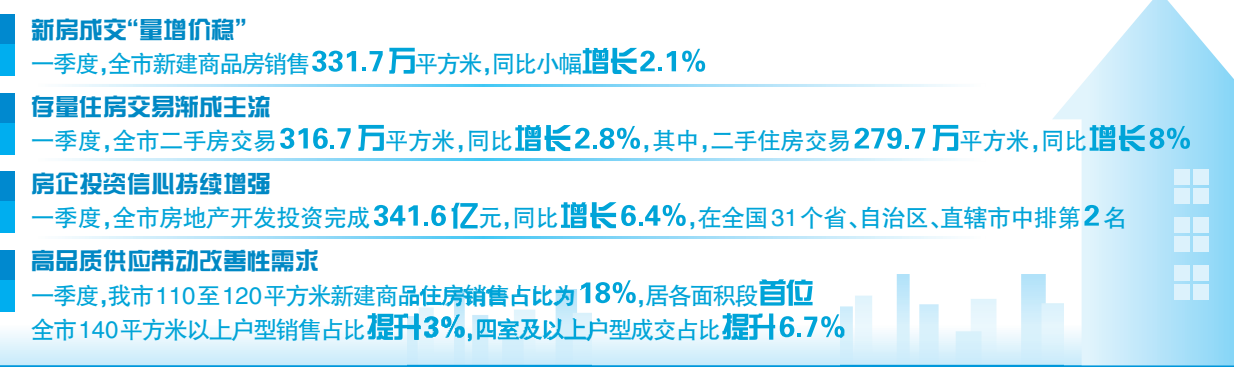 新房成交“量增价稳”
一季度,全市新建商品房销售331.7万平方米,同比小幅增长2.1%
存量住房交易渐成主流
一季度,全市二手房交易316.7万平方米,同比增长2.8%,其中,二手住房交易279.7万平方米,同比增长8%
房企投资信心持续增强
一季度,全市房地产开发投资完成341.6亿元,同比增长6.4%,在全国31个省、自治区、直辖市中排第2名
高品质供应带动改善性需求
一季度,我市110至120平方米新建商品住房销售占比为18%,居各面积段首位
全市140平方米以上户型销售占比提升3%,四室及以上户型成交占比提升6.7%